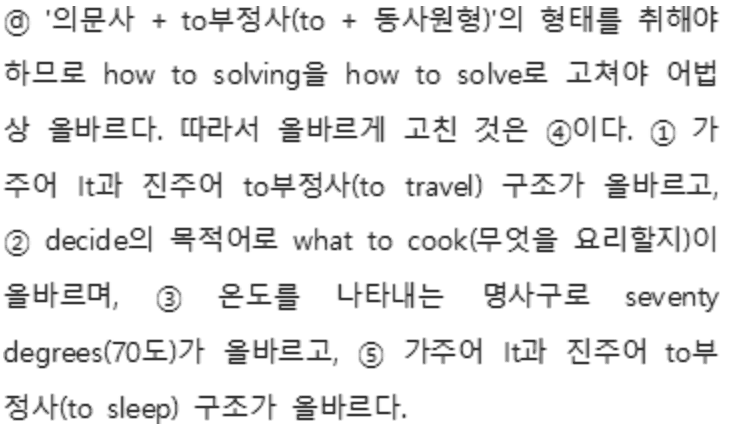 ⓓ '의문사 + to부정사(to + 동사원형)'의 형태를 취해야
하므로 how to solving을 how to solve로 고쳐야 어법
상 올바르다. 따라서 올바르게 고친 것은 ④이다. ① 가
주어 It과 진주어 to부정사(to travel) 구조가 올바르고,
② decide의 목적어로 what to cook(무엇을 요리할지)이
올바르며, ③ 온도를 나타내는 명사구로 seventy
degrees(70도)가 올바르고, ⑤ 가주어 It과 진주어 to부
정사(to sleep) 구조가 올바르다.